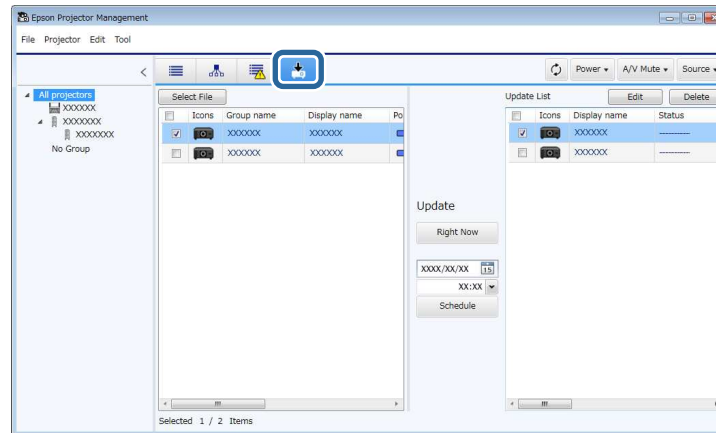 Epson Projector Management
File Projector Edit Tool
Power A/V Mute Source
All projectors
XXXXXX
XXXXXXX
XXXXXXX
No Group
Select File
Icons Group name Display name Po
XXXXXX XXXXXX
XXXXXX XXXXXX
Update
Right Now
XXXX/XX/XX 15
XX:XX
Schedule
Update List Edit Delete
Icons Display name Status
XXXXXX ----------
XXXXXX ----------
Selected 1 / 2 Items